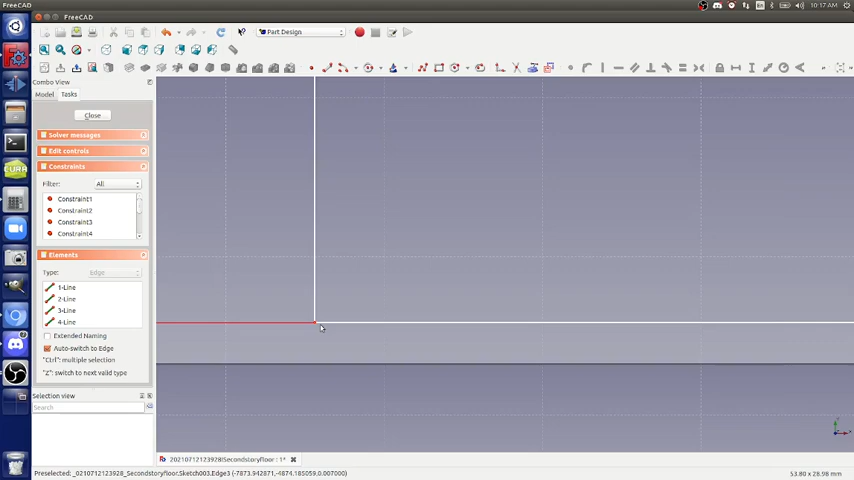 FreeCAD
En
10:17 AM
FreeCAD
Part Design
Combo View
Model Tasks
Close
Solver messages
Edit controls
Constraints
Filter: All
Constraint1
Constraint2
Constraint3
Constraint4
Elements
Type: Edge
1-Line
2-Line
3-Line
4-Line
Extended Naming
Auto-switch to Edge
"Ctrl": multiple selection
"Z": switch to next valid type
Selection view
Search
20210712123928!Secondstoryfloor : 1*
Preselected: _0210712123928_Secondstoryfloor.Sketch003.Edge3 (-7873.942871, -4874.185059,0.007000)
53.80 mm x 28.98 mm